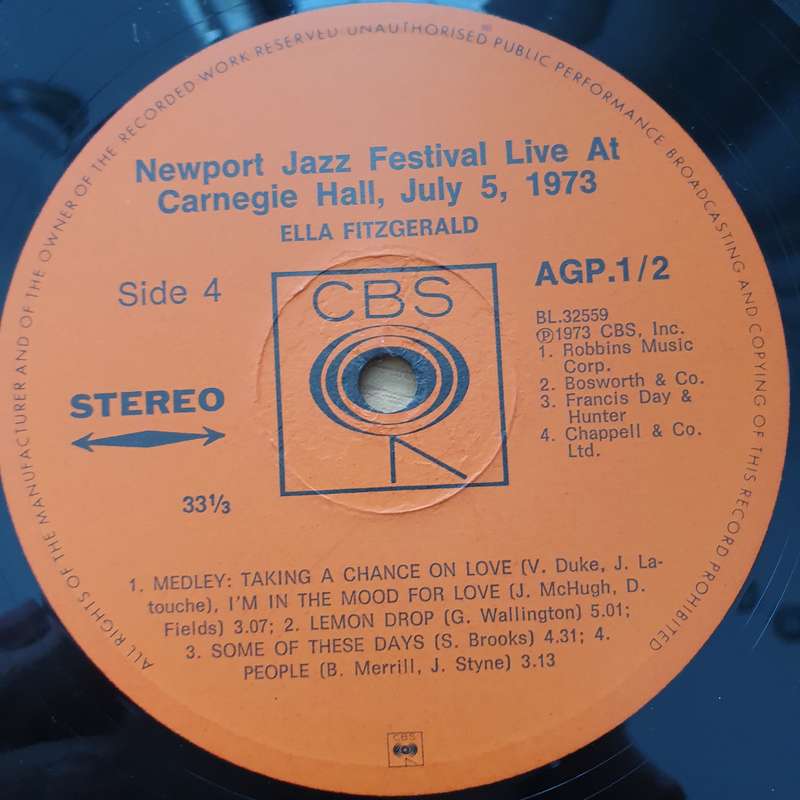 ALL RIGHTS OF THE MANUFACTURER AND OF THE OWNER OF THE RECORDED WORK RESERVED UNAUTHORISED PUBLIC PERFORMANCE BROADCASTING AND COPYING OF THIS RECORD PROHIBITED
Newport Jazz Festival Live At
Carnegie Hall, July 5, 1973
ELLA FITZGERALD
Side 4
CBS
AGP.1/2
BL.32559
℗1973 CBS, Inc.
1. Robbins Music
Corp.
2. Bosworth & Co.
3. Francis Day &
Hunter
4. Chappell & Co.
Ltd.
STEREO
33⅓
1. MEDLEY: TAKING A CHANCE ON LOVE (V. Duke, J. La-
touche), I'M IN THE MOOD FOR LOVE (J. McHugh, D.
Fields) 3.07; 2. LEMON DROP (G. Wallington) 5.01;
3. SOME OF THESE DAYS (S. Brooks) 4.31; 4.
PEOPLE (B. Merrill, J. Styne) 3.13
CBS